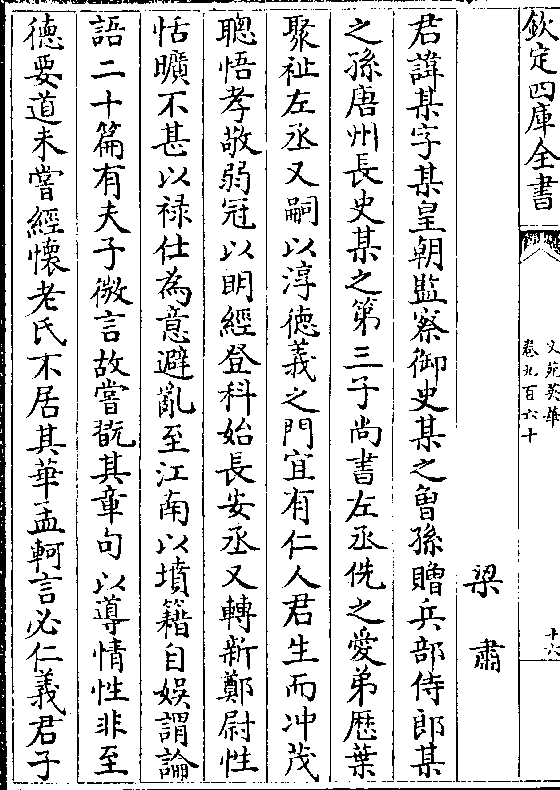 欽定四庫全書
文苑英華
卷九百六十
十六
梁肅
君諱某字某皇朝監察御史某之曾孫贈兵部侍郎某
之孫唐州長史某之第三子尚書左丞侁之愛弟歴葉
聚祉左丞又嗣以淳徳義之門宜有仁人君生而冲茂
聰悟孝敬弱冠以明經登科始長安丞又轉新鄭尉性
恬曠不甚以禄仕為意避亂至江南以墳籍自娯謂論
語二十篇有夫子微言故嘗翫其章句以導情性非至
徳要道未嘗經懐老氏不居其華孟軻言必仁義君子